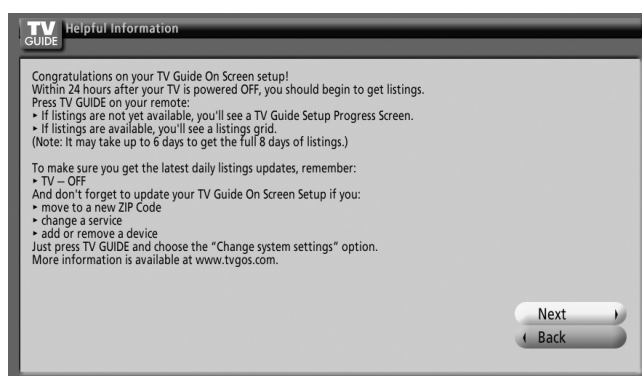 TV
GUIDE
Helpful Information
Congratulations on your TV Guide On Screen setup!
Within 24 hours after your TV is powered OFF, you should begin to get listings.
Press TV GUIDE on your remote:
‣ If listings are not yet available, you'll see a TV Guide Setup Progress Screen.
‣ If listings are available, you'll see a listings grid.
(Note: It may take up to 6 days to get the full 8 days of listings.)
To make sure you get the latest daily listings updates, remember:
‣ TV – OFF
And don't forget to update your TV Guide On Screen Setup if you:
‣ move to a new ZIP Code
‣ change a service
‣ add or remove a device
Just press TV GUIDE and choose the “Change system settings” option.
More information is available at www.tvgos.com.
Next
Back